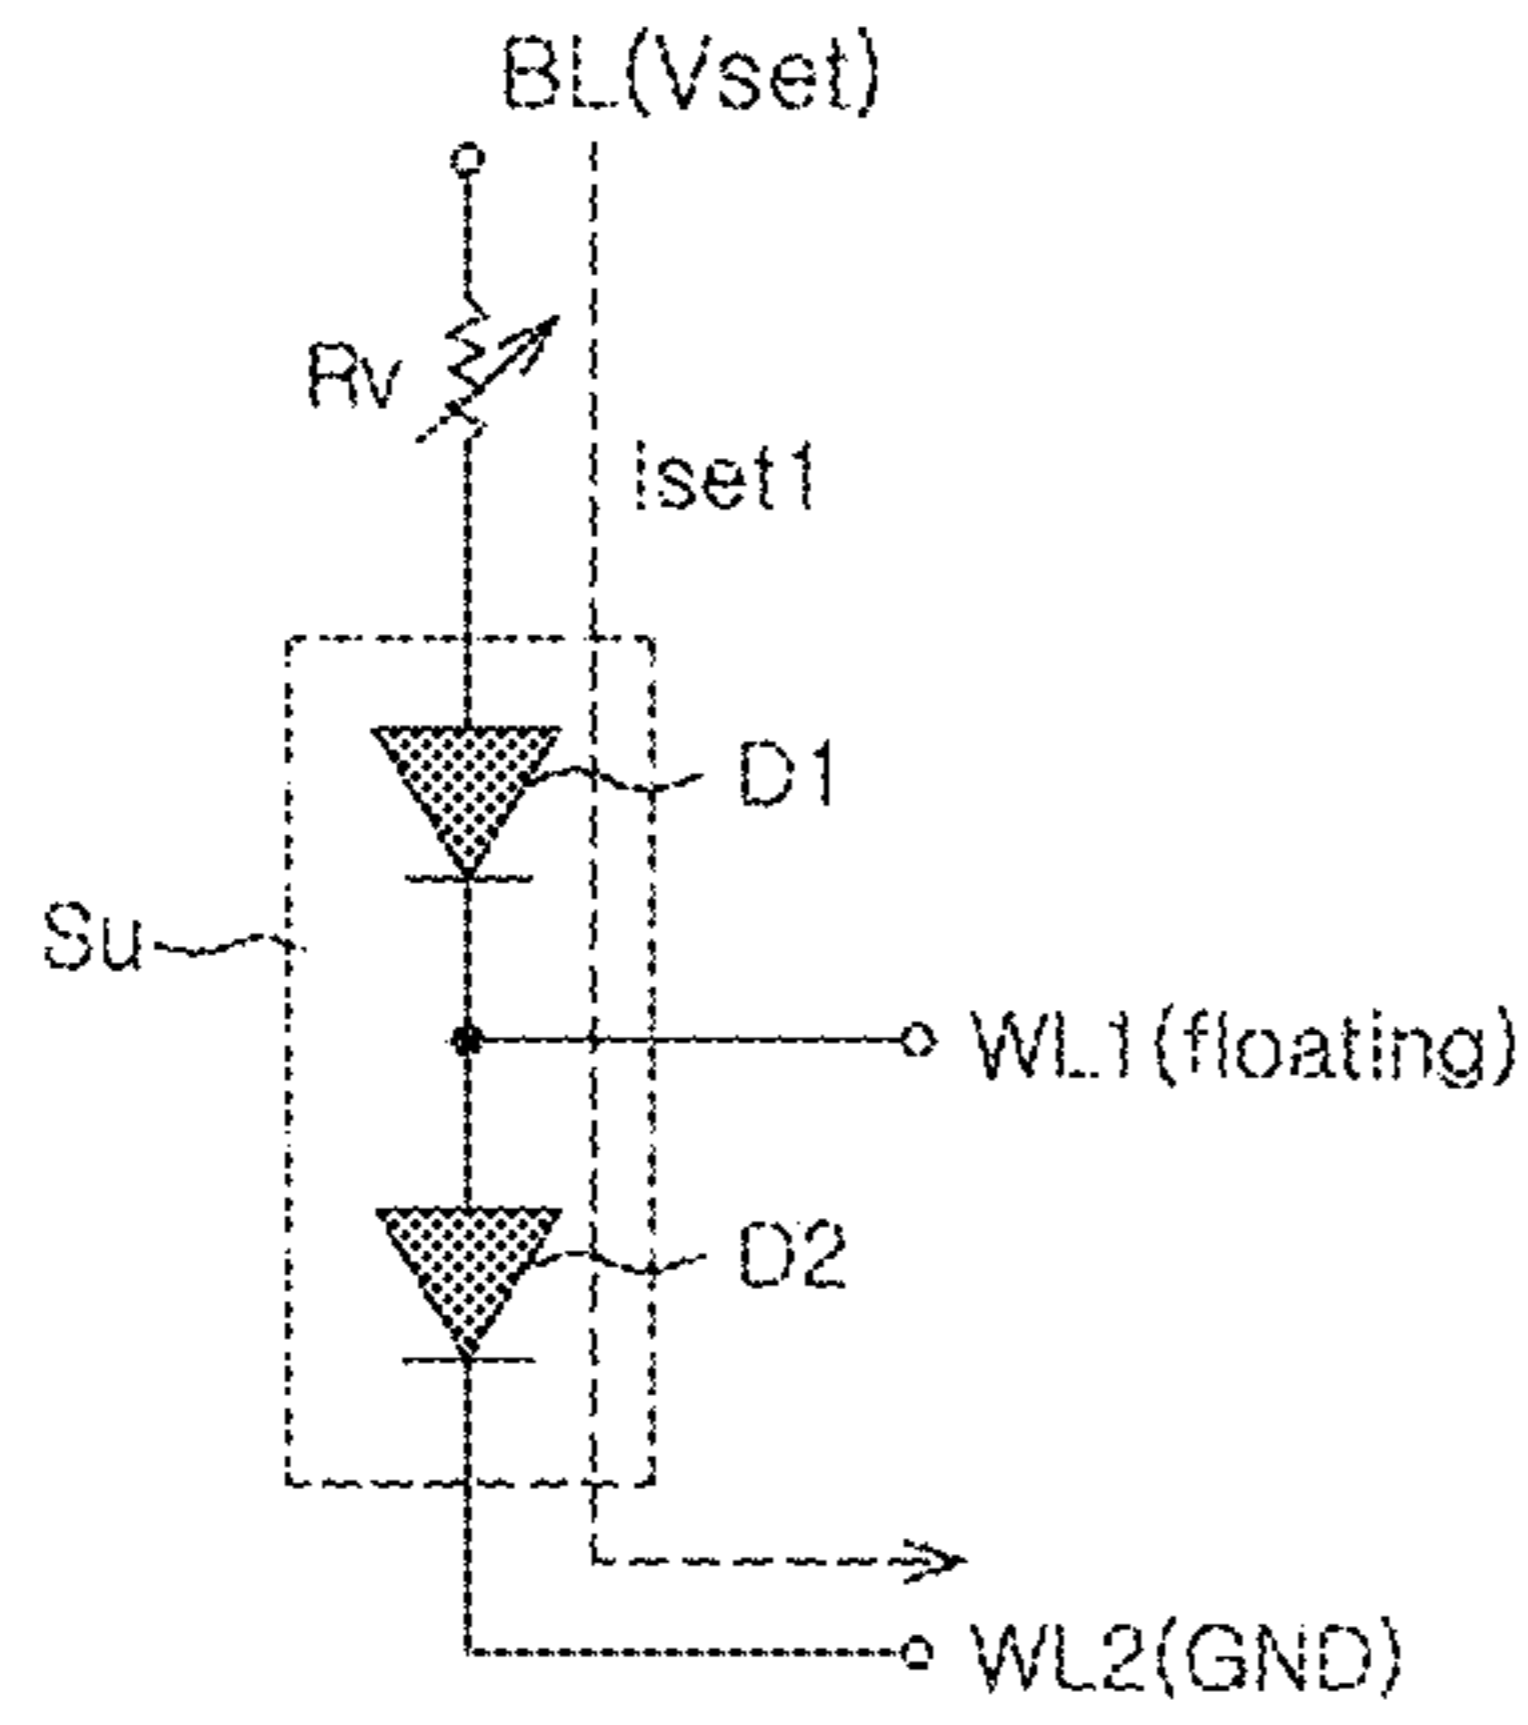 BL(Vset)
Rv
Iset1
D1
Su
WL1(floating)
D2
WL2(GND)